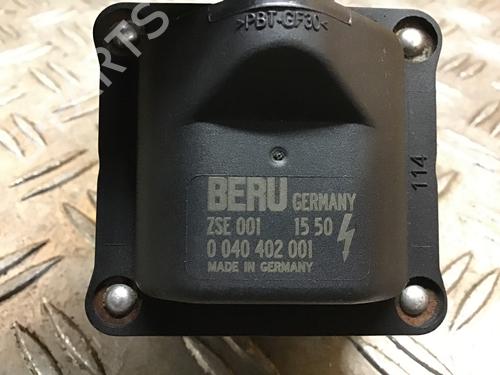 >PBT-GF30<
BERU GERMANY
ZSE 001 15 50
0 040 402 001
MADE IN GERMANY
114